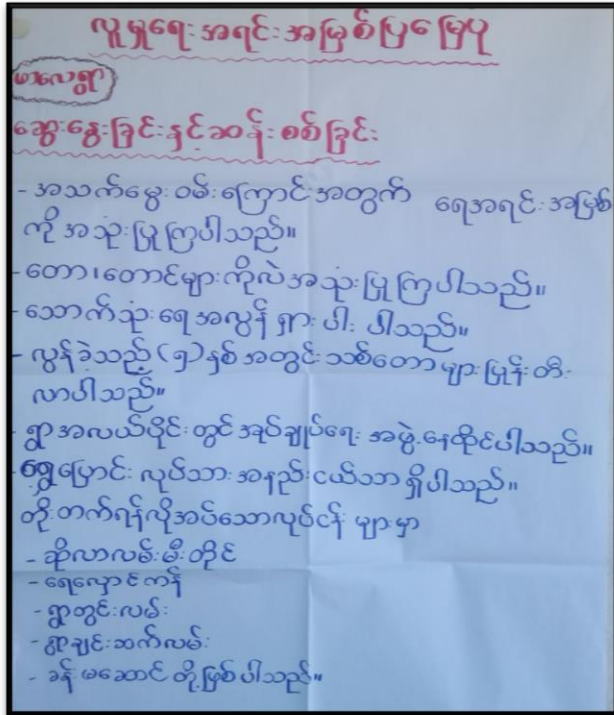 လူမှုရေးအရင်းအမြစ်ပြမြေပုံ
မလေရွာ
ဆွေးနွေးခြင်းနှင့်ဆန်းစစ်ခြင်း
- အသက်မွေးဝမ်းကြောင်းအတွက် ရေအရင်းအမြစ်
ကိုအသုံးပြုကြပါသည်။
- တော၊တောင်များကိုလဲအသုံးပြုကြပါသည်။
- သောက်သုံးရေအလွန်ရှားပါးပါသည်။
- လွန်ခဲ့သည့်(၅)နှစ်အတွင်းသစ်တောများပြုန်းတီး
လာပါသည်။
- ရွာအလယ်ပိုင်းတွင်အုပ်ချုပ်ရေးအဖွဲ့နေထိုင်ပါသည်။
- ရွှေ့ပြောင်းလုပ်သားအနည်းငယ်သာရှိပါသည်။
တိုးတက်ရန်လိုအပ်သောလုပ်ငန်းများမှာ
- ဆိုလာလမ်းမီးတိုင်
- ရေလှောင်ကန်
- ရွာတွင်းလမ်း
- ရွာချင်းဆက်လမ်း
- ခန်းမဆောင်တို့ဖြစ်ပါသည်။